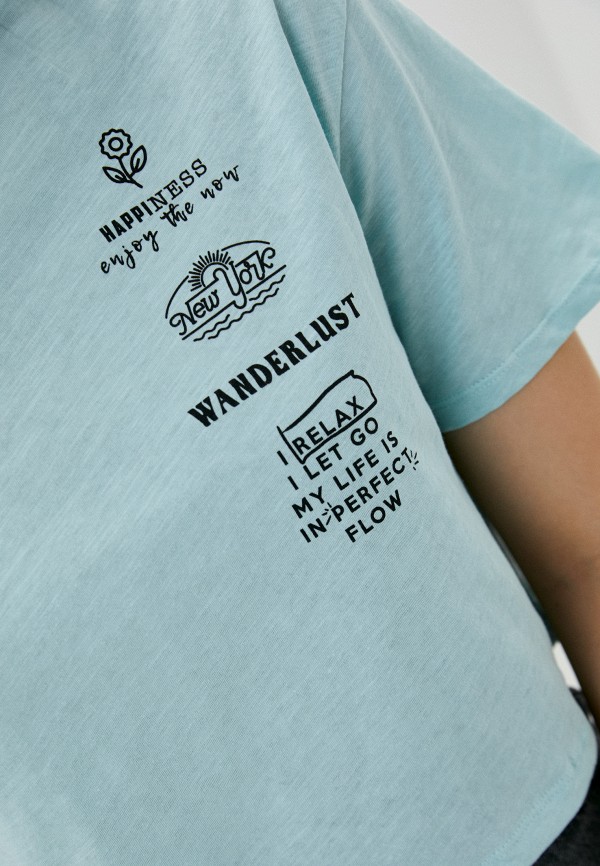 HAPPINESS
enjoy the now
New York
WANDERLUST
I RELAX
I LET GO
MY LIFE IS
IN PERFECT
FLOW